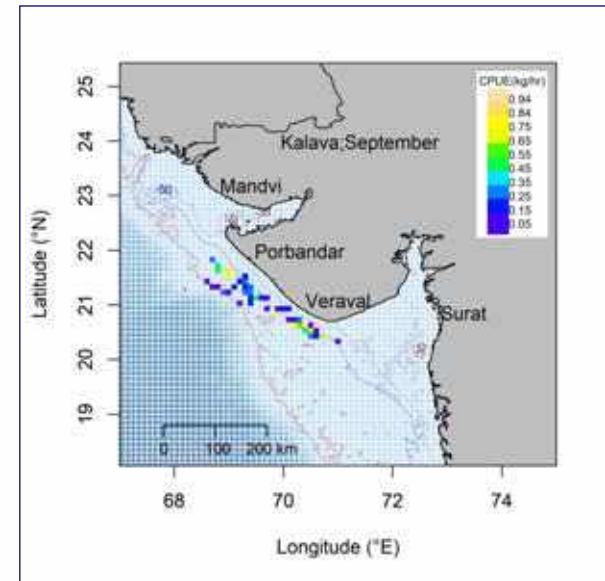 CPUE(kg/hr)
0.94
0.84
0.75
0.65
0.55
0.45
0.35
0.25
0.15
0.05
Kalava,September
Mandvi
Porbandar
Veraval
Surat
0 100 200 km
25
24
23
22
21
20
19
Latitude (°N)
68 70 72 74
Longitude (°E)